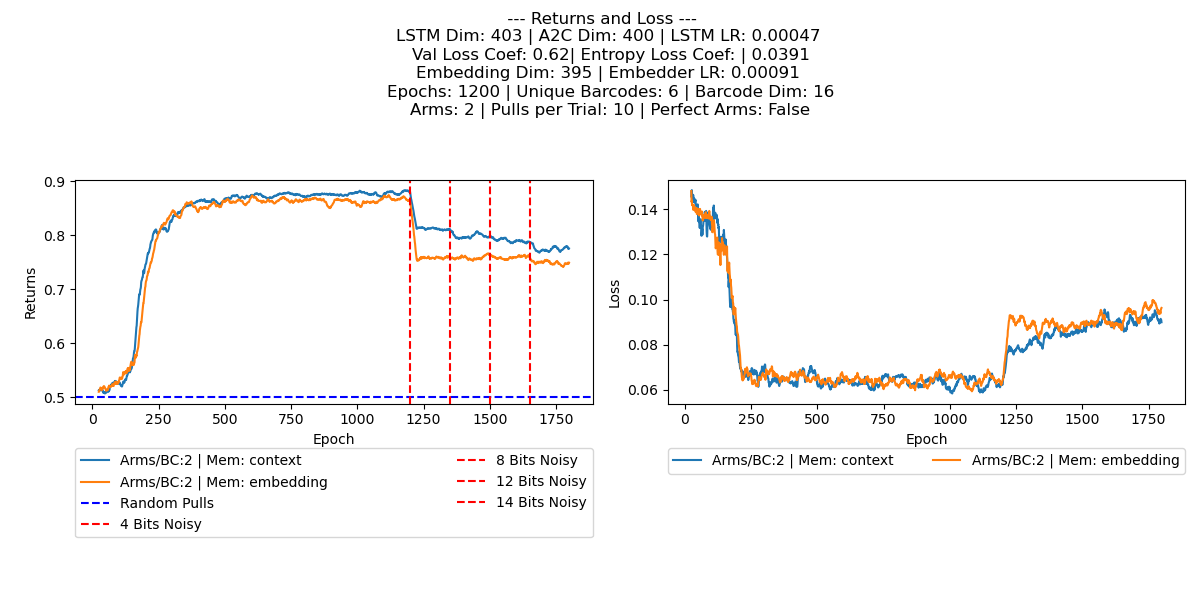 --- Returns and Loss ---
LSTM Dim: 403 | A2C Dim: 400 | LSTM LR: 0.00047
Val Loss Coef: 0.62| Entropy Loss Coef: | 0.0391
Embedding Dim: 395 | Embedder LR: 0.00091
Epochs: 1200 | Unique Barcodes: 6 | Barcode Dim: 16
Arms: 2 | Pulls per Trial: 10 | Perfect Arms: False
0.9
0.8
0.7
0.6
0.5
Returns
0 250 500 750 1000 1250 1500 1750
Epoch
Arms/BC:2 | Mem: context
Arms/BC:2 | Mem: embedding
Random Pulls
4 Bits Noisy
8 Bits Noisy
12 Bits Noisy
14 Bits Noisy
0.14
0.12
0.10
0.08
0.06
Loss
0 250 500 750 1000 1250 1500 1750
Epoch
Arms/BC:2 | Mem: context
Arms/BC:2 | Mem: embedding